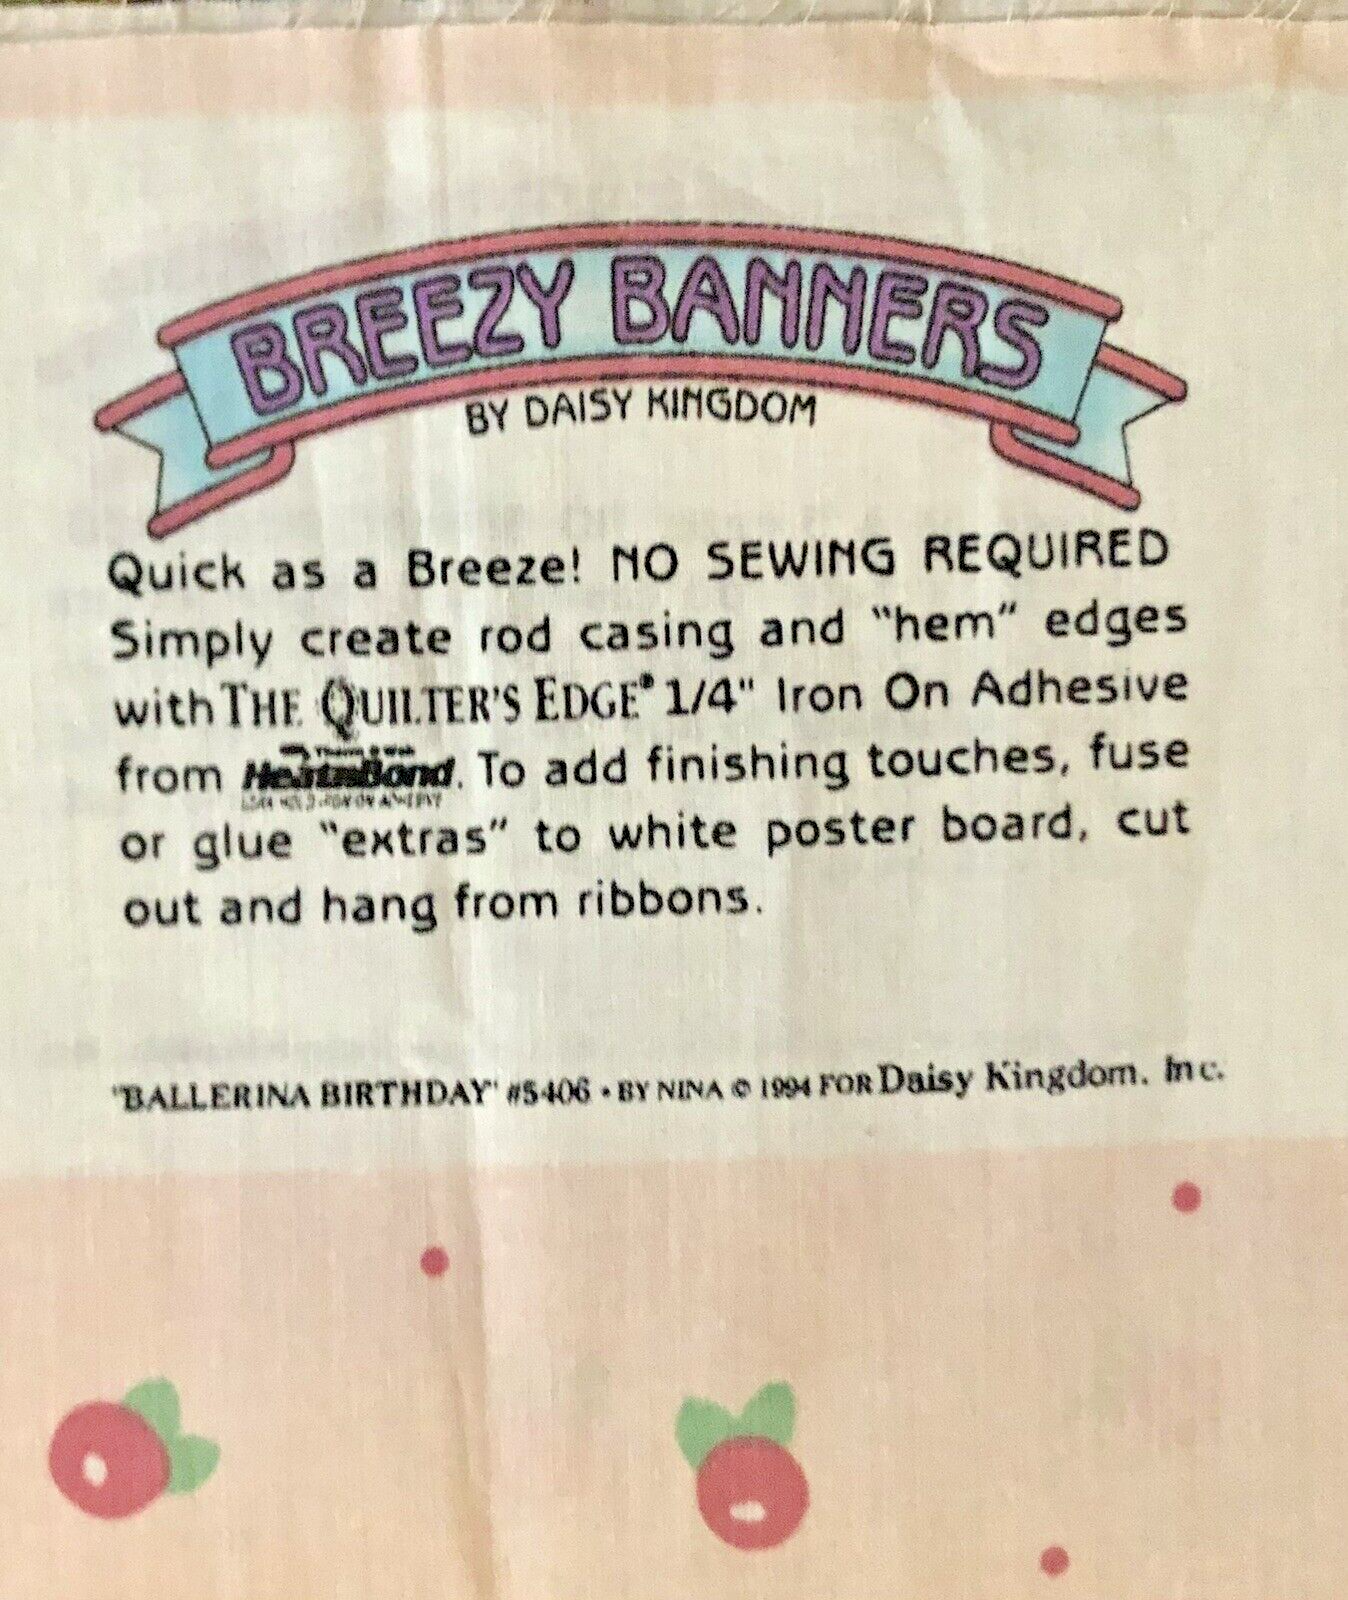 BREEZY BANNERS
BY DAISY KINGDOM
Quick as a Breeze! NO SEWING REQUIRED
Simply create rod casing and "hem" edges
with THE QUILTER'S EDGE® 1/4" Iron On Adhesive
from HeatnBond. To add finishing touches, fuse
or glue "extras" to white poster board, cut
out and hang from ribbons.
"BALLERINA BIRTHDAY" #5406 • BY NINA © 1994 FOR Daisy Kingdom, Inc.